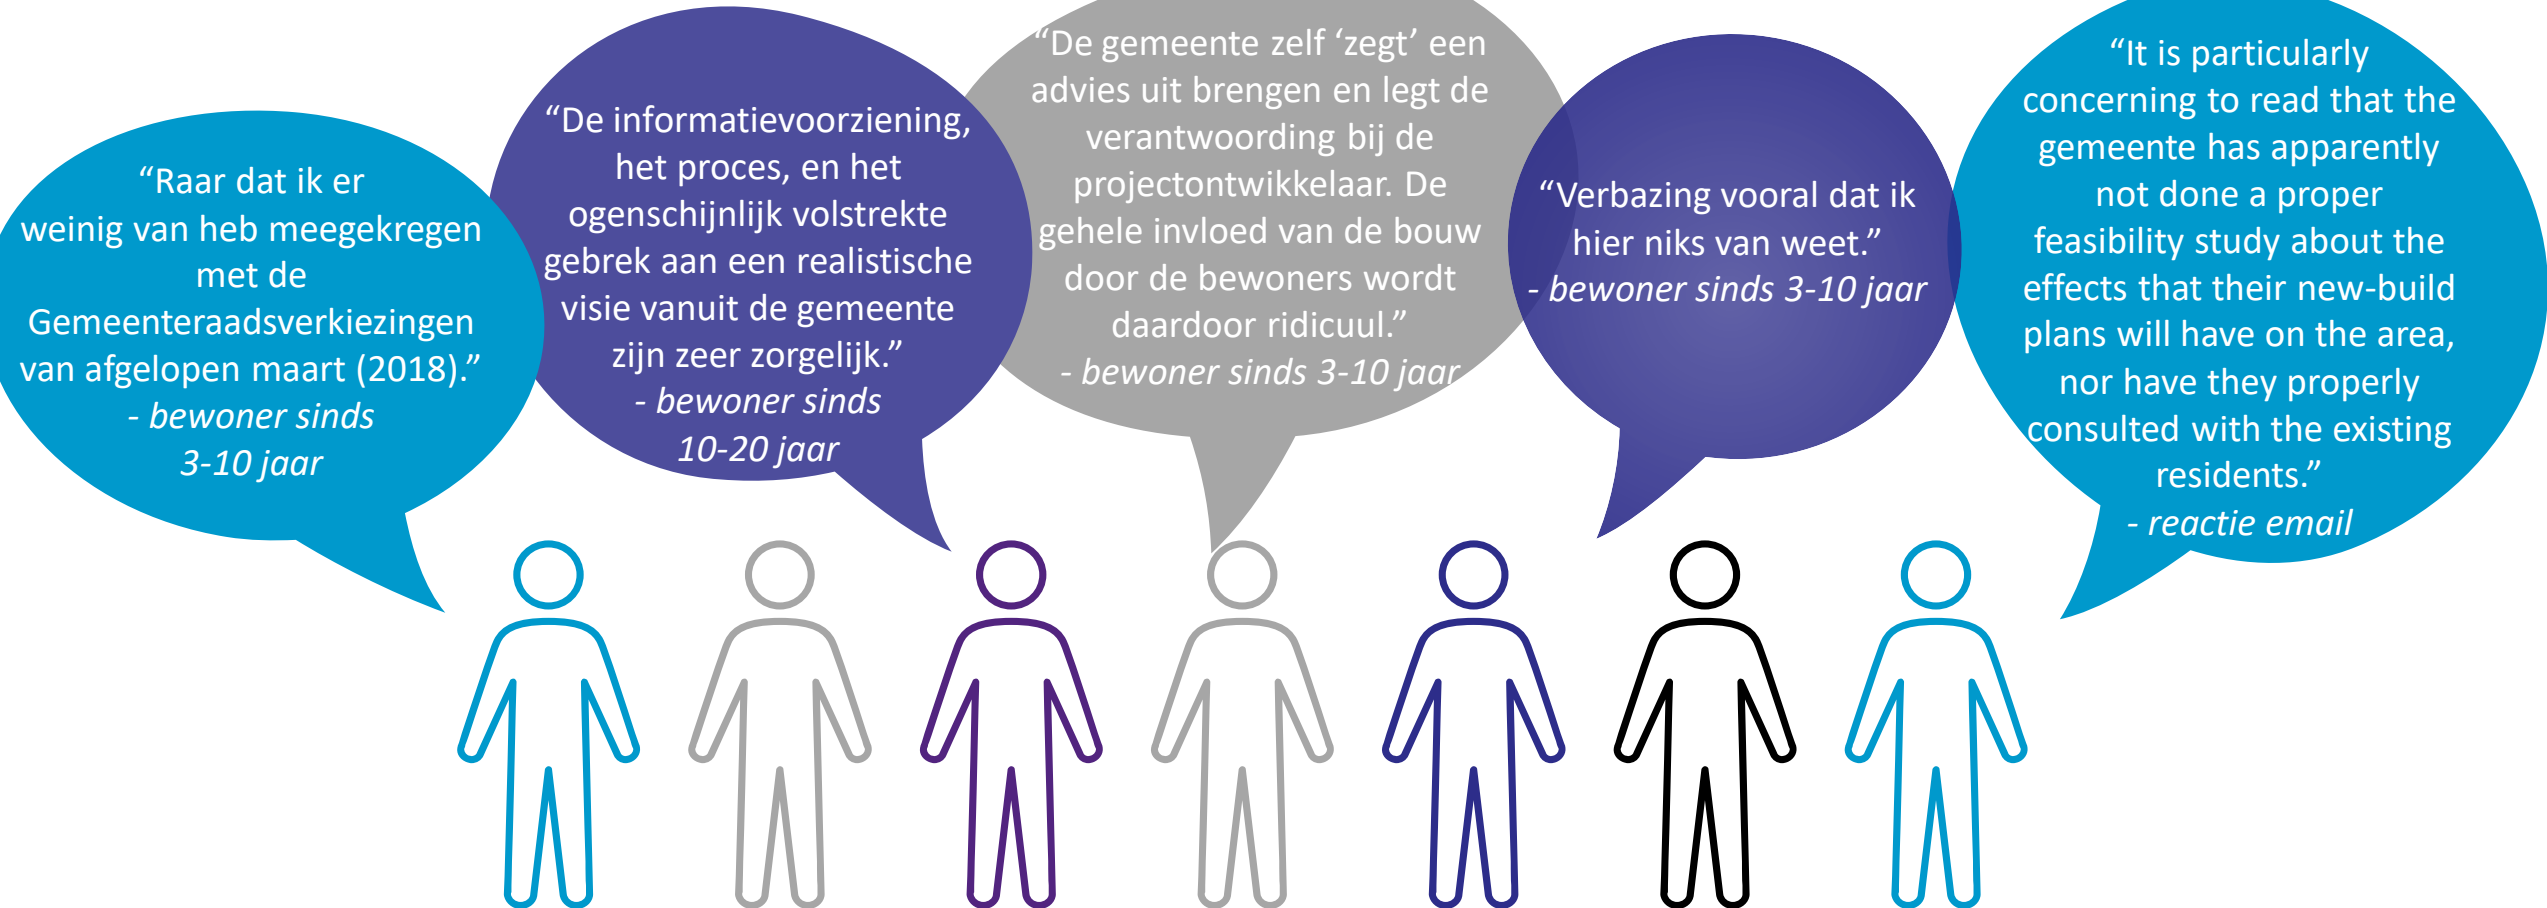 “Raar dat ik er
weinig van heb meegekregen
met de
Gemeenteraadsverkiezingen
van afgelopen maart (2018).”
- bewoner sinds
3-10 jaar
“De informatievoorziening,
het proces, en het
ogenschijnlijk volstrekte
gebrek aan een realistische
visie vanuit de gemeente
zijn zeer zorgelijk.”
- bewoner sinds
10-20 jaar
“De gemeente zelf ‘zegt’ een
advies uit brengen en legt de
verantwoording bij de
projectontwikkelaar. De
gehele invloed van de bouw
door de bewoners wordt
daardoor ridicuul.”
- bewoner sinds 3-10 jaar
“Verbazing vooral dat ik
hier niks van weet.”
- bewoner sinds 3-10 jaar
“It is particularly
concerning to read that the
gemeente has apparently
not done a proper
feasibility study about the
effects that their new-build
plans will have on the area,
nor have they properly
consulted with the existing
residents.”
- reactie email